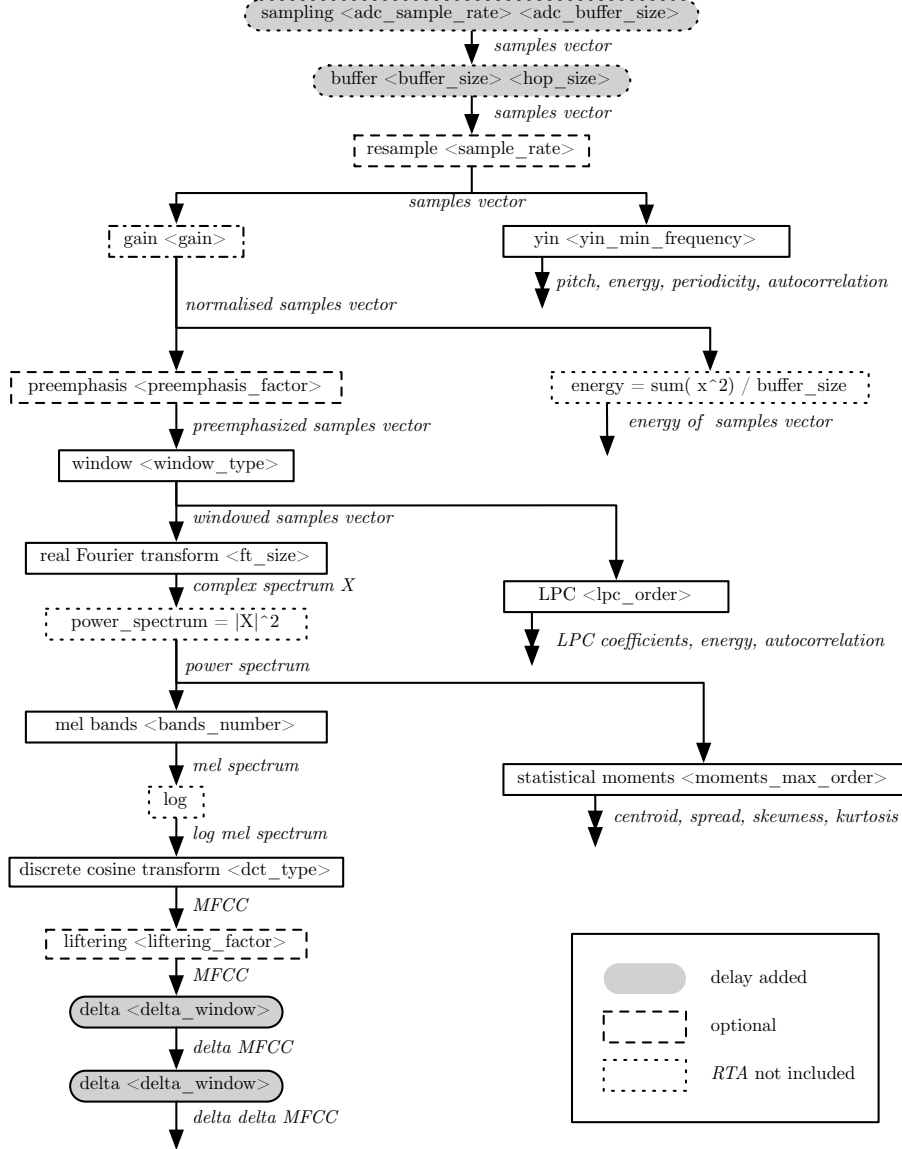 sampling <adc_sample_rate> <adc_buffer_size>
samples vector
buffer <buffer_size> <hop_size>
samples vector
resample <sample_rate>
samples vector
gain <gain>
yin <yin_min_frequency>
pitch, energy, periodicity, autocorrelation
normalised samples vector
preemphasis <preemphasis_factor>
energy = sum( x^2) / buffer_size
preemphasized samples vector
energy of samples vector
window <window_type>
windowed samples vector
real Fourier transform <ft_size>
complex spectrum X
LPC <lpc_order>
power_spectrum = |X|^2
LPC coefficients, energy, autocorrelation
power spectrum
mel bands <bands_number>
mel spectrum
statistical moments <moments_max_order>
log
centroid, spread, skewness, kurtosis
log mel spectrum
discrete cosine transform <dct_type>
MFCC
liftering <liftering_factor>
MFCC
delta <delta_window>
delta MFCC
delta <delta_window>
delta delta MFCC
delay added
optional
RTA not included